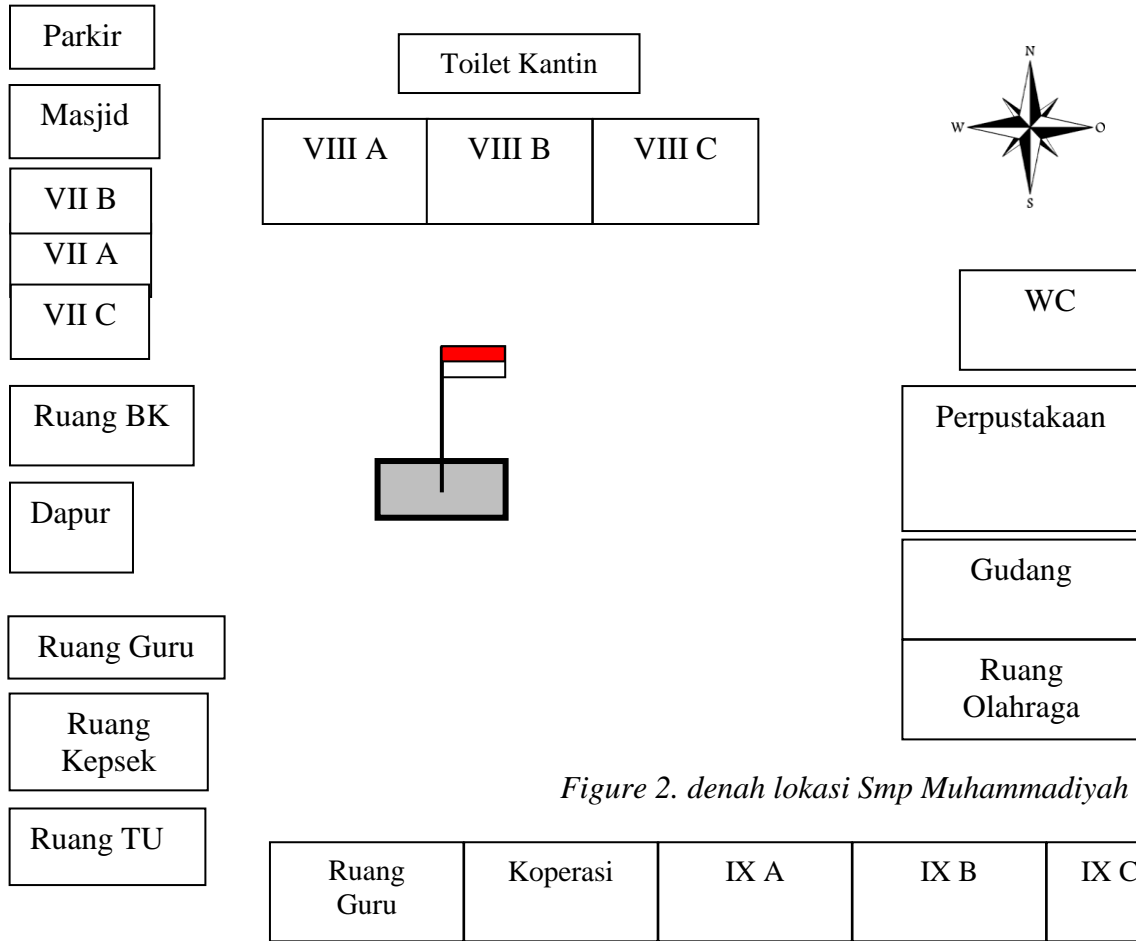 Parkir
Masjid
VII B
VII A
VII C
Ruang BK
Dapur
Ruang Guru
Ruang
Kepsek
Ruang TU
Toilet Kantin
VIII A
VIII B
VIII C
N
W
O
S
WC
Perpustakaan
Gudang
Ruang
Olahraga
Figure 2. denah lokasi Smp Muhammadiyah
Ruang
Guru
Koperasi
IX A
IX B
IX C